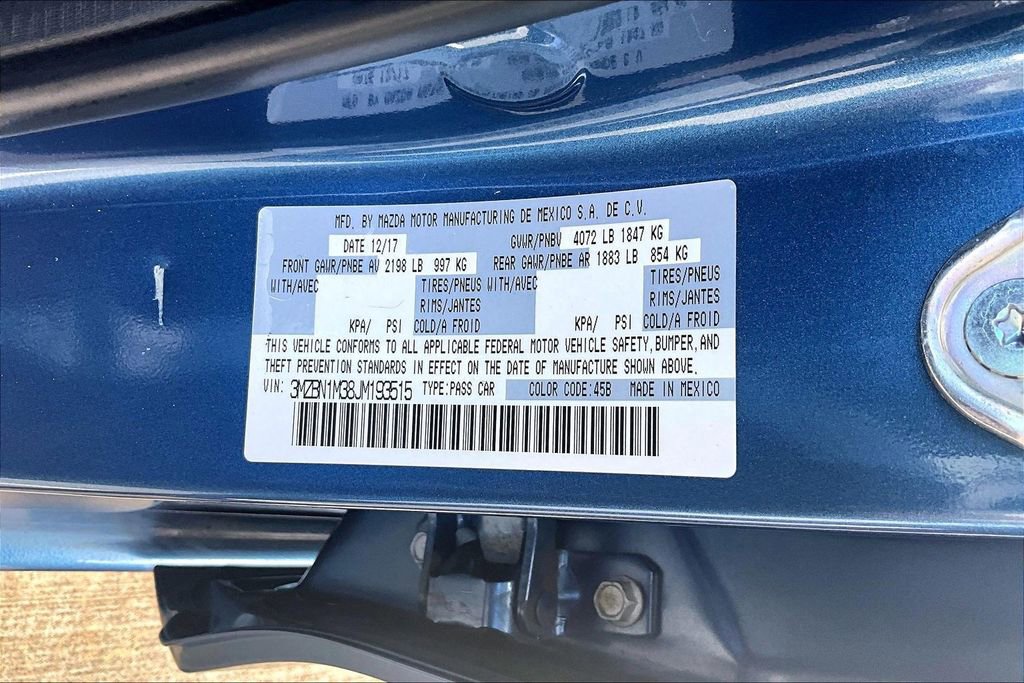 MFD. BY MAZDA MOTOR MANUFACTURING DE MEXICO S.A. DE C.V.
DATE 12/17 GVWR/PNBV 4072 LB 1847 KG
FRONT GAWR/PNBE AV 2198 LB 997 KG REAR GAWR/PNBE AR 1883 LB 854 KG
WITH/AVEC TIRES/PNEUS WITH/AVEC TIRES/PNEUS
RIMS/JANTES RIMS/JANTES
KPA/ PSI COLD/A FROID KPA/ PSI COLD/A FROID
THIS VEHICLE CONFORMS TO ALL APPLICABLE FEDERAL MOTOR VEHICLE SAFETY, BUMPER, AND
THEFT PREVENTION STANDARDS IN EFFECT ON THE DATE OF MANUFACTURE SHOWN ABOVE.
VIN: 3MZBN1M38JM193515 TYPE:PASS CAR COLOR CODE:45B MADE IN MEXICO